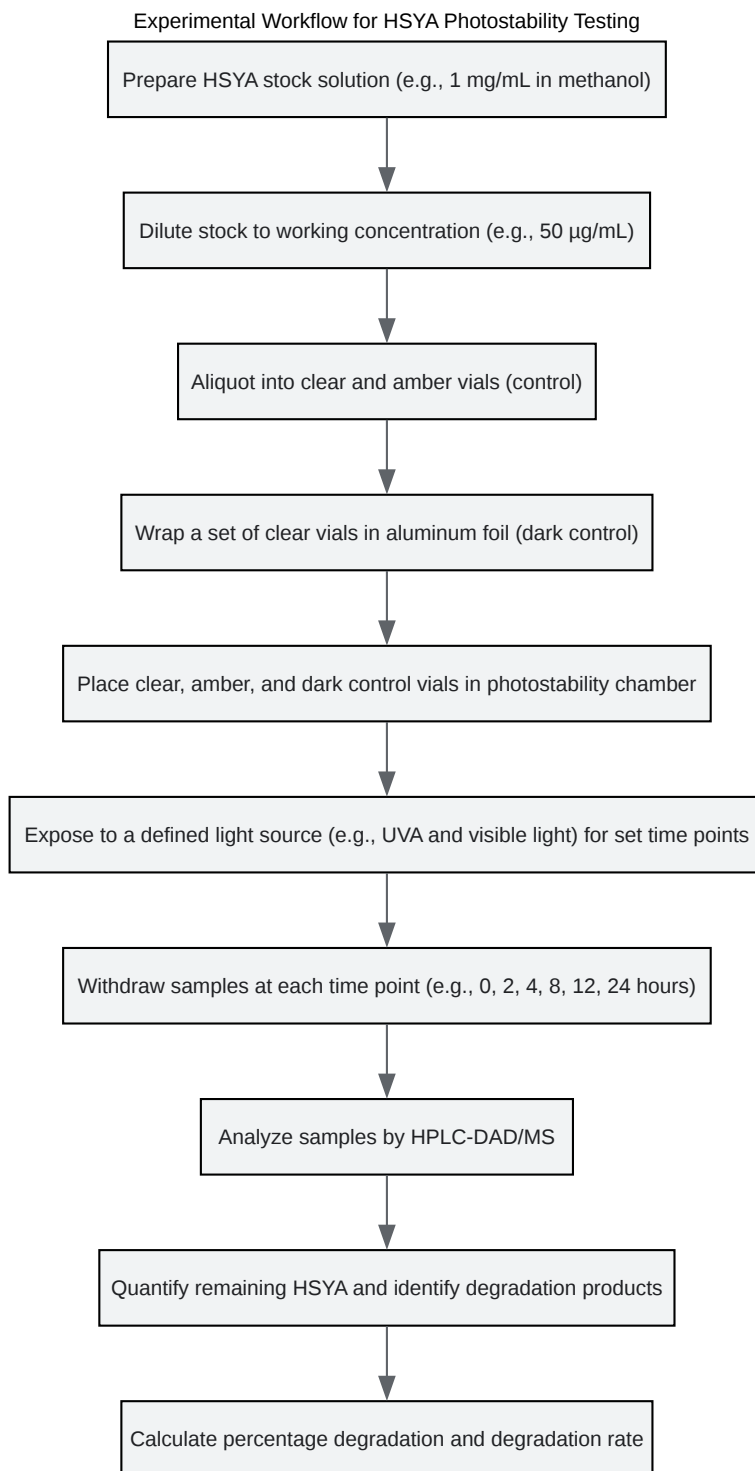 Experimental Workflow for HSYA Photostability Testing
Prepare HSYA stock solution (e.g., 1 mg/mL in methanol)
Dilute stock to working concentration (e.g., 50 µg/mL)
Aliquot into clear and amber vials (control)
Wrap a set of clear vials in aluminum foil (dark control)
Place clear, amber, and dark control vials in photostability chamber
Expose to a defined light source (e.g., UVA and visible light) for set time points
Withdraw samples at each time point (e.g., 0, 2, 4, 8, 12, 24 hours)
Analyze samples by HPLC-DAD/MS
Quantify remaining HSYA and identify degradation products
Calculate percentage degradation and degradation rate